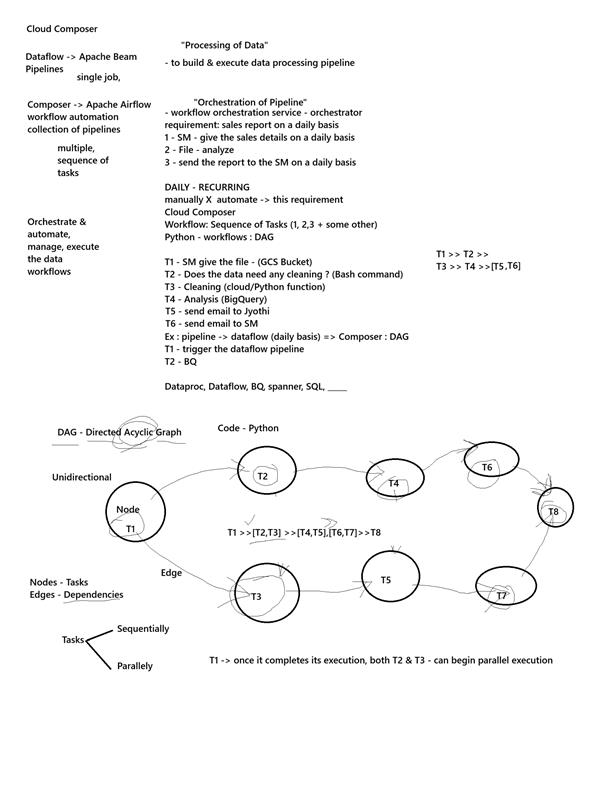 Cloud Composer
"Processing of Data"
Dataflow -> Apache Beam
Pipelines
single job,
- to build & execute data processing pipeline
Composer -> Apache Airflow
workflow automation
collection of pipelines
multiple,
sequence of
tasks
"Orchestration of Pipeline"
- workflow orchestration service - orchestrator
requirement: sales report on a daily basis
1 - SM - give the sales details on a daily basis
2 - File - analyze
3 - send the report to the SM on a daily basis
DAILY - RECURRING
manually X  automate -> this requirement
Cloud Composer
Workflow: Sequence of Tasks (1, 2,3 + some other)
Python - workflows : DAG
Orchestrate &
automate,
manage, execute
the data
workflows
T1 - SM give the file - (GCS Bucket)
T2 - Does the data need any cleaning ? (Bash command)
T3 - Cleaning (cloud/Python function)
T4 - Analysis (BigQuery)
T5 - send email to Jyothi
T6 - send email to SM
Ex : pipeline -> dataflow (daily basis) => Composer : DAG
T1 - trigger the dataflow pipeline
T2 - BQ
T1 >> T2 >>
T3 >> T4 >>[T5,T6]
Dataproc, Dataflow, BQ, spanner, SQL, ____
DAG - Directed Acyclic Graph
Code - Python
Unidirectional
Node
T1
T2
T4
T6
T8
T1 >>[T2,T3] >>[T4,T5],[T6,T7]>>T8
Edge
T3
T5
T7
Nodes - Tasks
Edges - Dependencies
Tasks
Sequentially
Parallely
T1 -> once it completes its execution, both T2 & T3 - can begin parallel execution